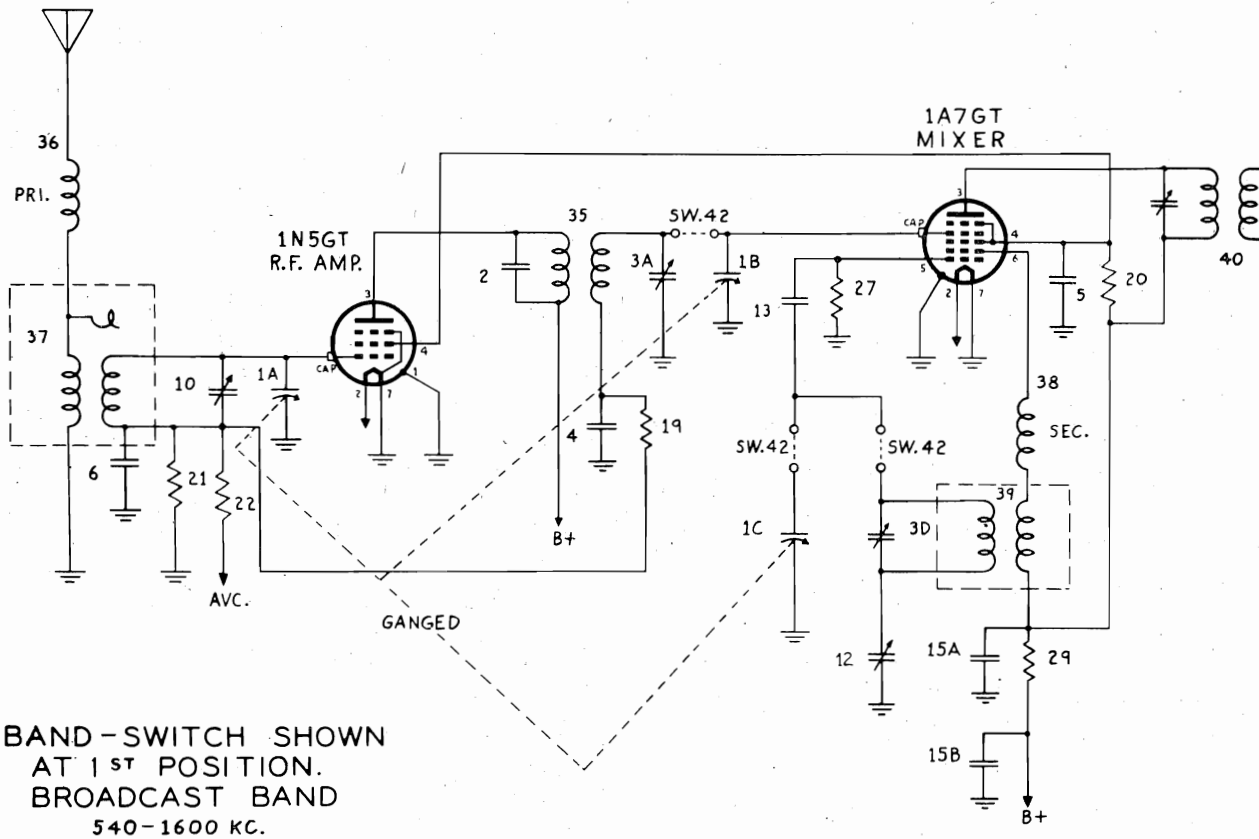 36
PRI.
37
10
1A
CAP
6
21
22
AVC.
1N5GT
R.F. AMP.
3
4
1
2
7
2
35
3A
SW.42
1B
4
19
B+
GANGED
1A7GT
MIXER
CAP
3
4
6
5
2
7
13
27
5
20
40
38
SEC.
SW.42
SW.42
1C
3D
39
12
15A
29
15B
B+
BAND-SWITCH SHOWN
AT 1ST POSITION.
BROADCAST BAND
540-1600 KC.